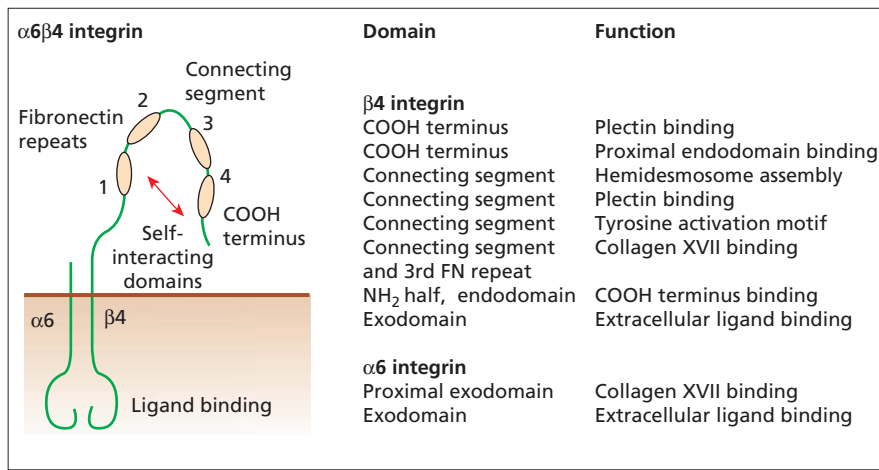 α6β4 integrin
Connecting
segment
2
Fibronectin
repeats
3
1
4
COOH
terminus
Self-
interacting
domains
α6
β4
Ligand binding
Domain Function
β4 integrin
COOH terminus Plectin binding
COOH terminus Proximal endodomain binding
Connecting segment Hemidesmosome assembly
Connecting segment Plectin binding
Connecting segment Tyrosine activation motif
Connecting segment Collagen XVII binding
and 3rd FN repeat
NH₂ half, endodomain COOH terminus binding
Exodomain Extracellular ligand binding
α6 integrin
Proximal exodomain Collagen XVII binding
Exodomain Extracellular ligand binding